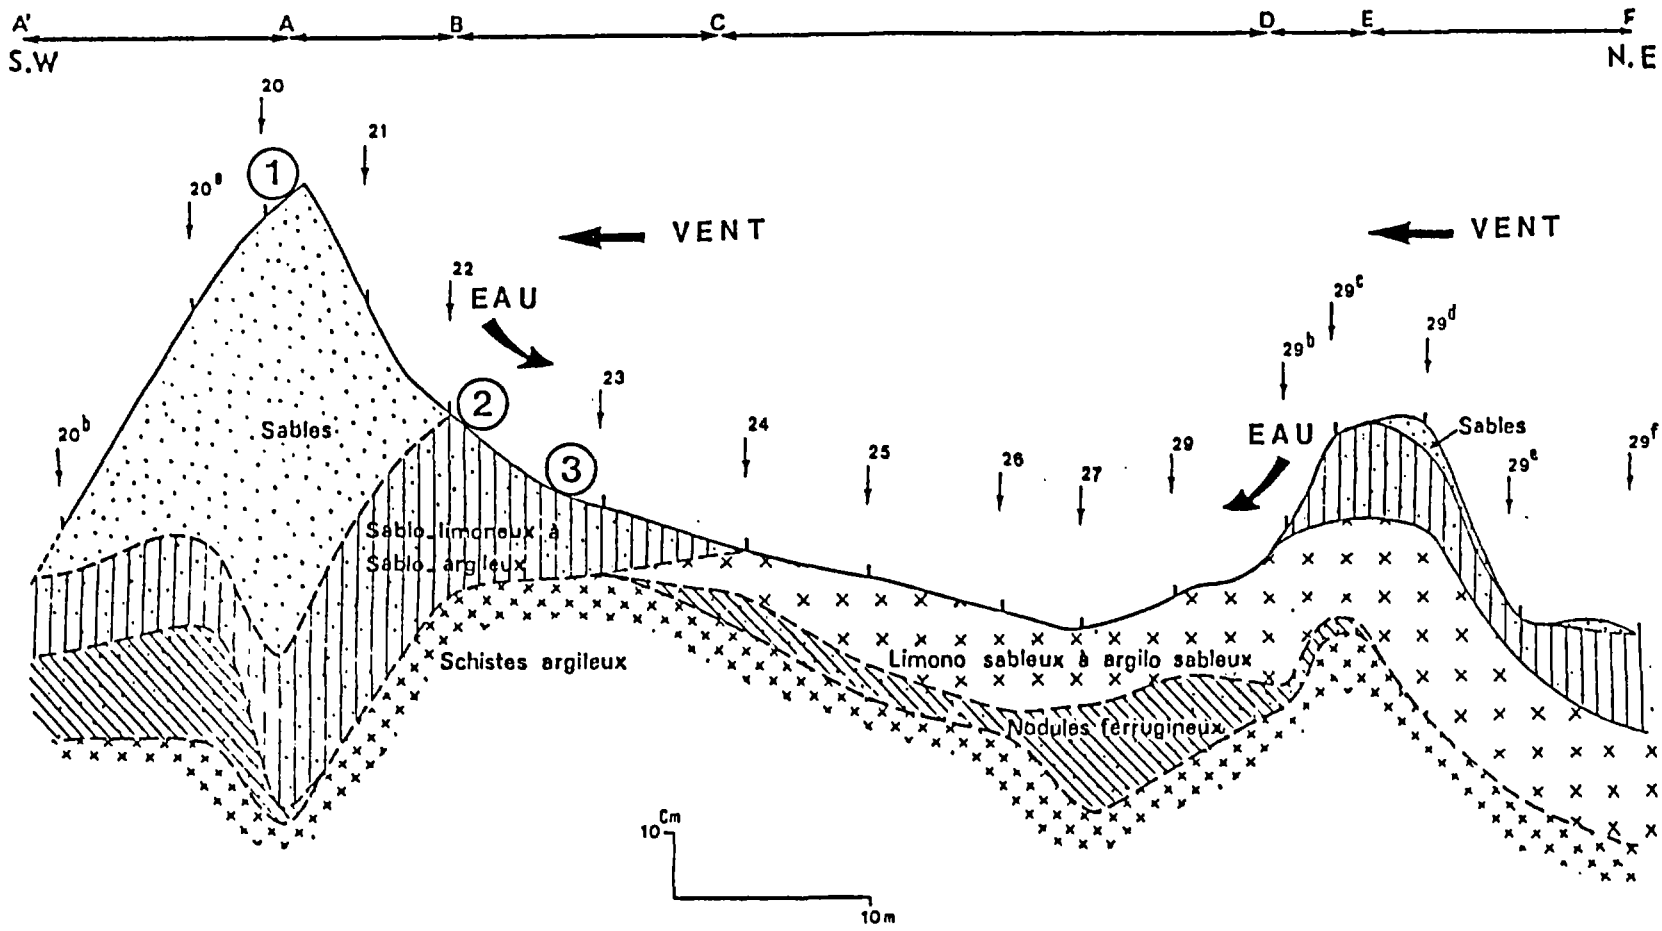 A' A B C D E F
S.W N.E
20
21
1
20a
VENT
VENT
22
EAU
29c
29b
29d
23
2
20b
Sables
24
EAU
Sables
25
26
27
29
29e
29f
3
Sablo limoneux à
Sablo argileux
Schistes argileux
Limono sableux à argilo sableux
Nodules ferrugineux
Cm
10
10m